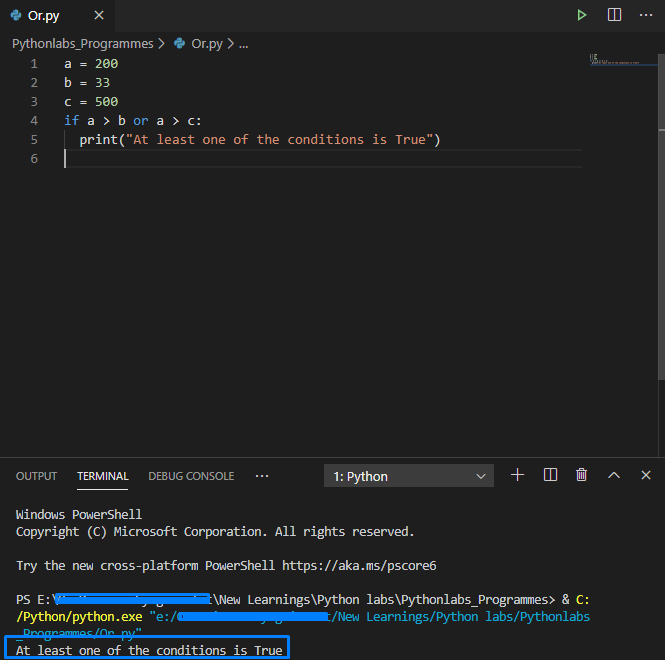 Or.py
Pythonlabs_Programmes > Or.py > ...
1 a = 200
2 b = 33
3 c = 500
4 if a > b or a > c:
5 print("At least one of the conditions is True")
6
OUTPUT TERMINAL DEBUG CONSOLE ... 1: Python
Windows PowerShell
Copyright (C) Microsoft Corporation. All rights reserved.
Try the new cross-platform PowerShell https://aka.ms/pscore6
PS E:\ \New Learnings\Python labs\Pythonlabs_Programmes> & C:
/Python/python.exe "e:/ /New Learnings/Python labs/Pythonlabs
_Programmes/Or.py"
At least one of the conditions is True